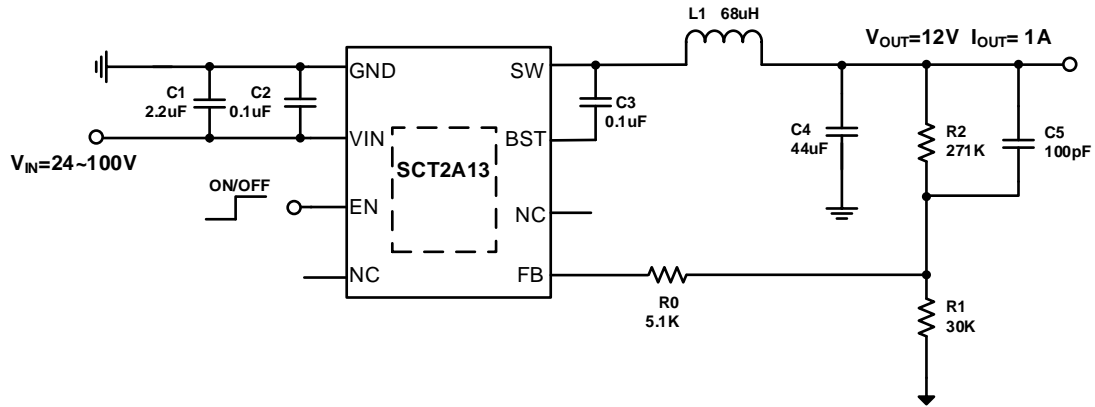 L1 68uH
VOUT=12V IOUT= 1A
GND
SW
C1
2.2uF
C2
0.1uF
C3
0.1uF
C4
44uF
R2
271K
C5
100pF
VIN
BST
VIN=24~100V
SCT2A13
ON/OFF
EN
NC
NC
FB
R0
5.1K
R1
30K